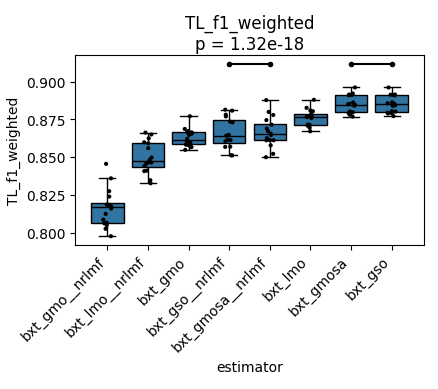 TL_f1_weighted
p = 1.32e-18
TL_f1_weighted
0.900
0.875
0.850
0.825
0.800
bxt_gmo__nrlmf
bxt_lmo__nrlmf
bxt_gmo
bxt_gso__nrlmf
bxt_gmosa__nrlmf
bxt_lmo
bxt_gmosa
bxt_gso
estimator